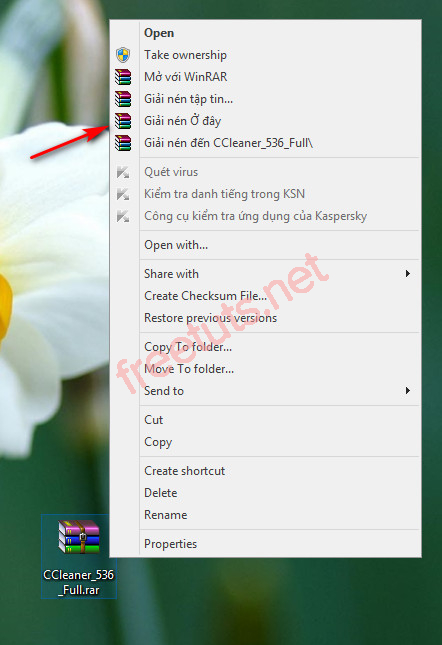 Open
Take ownership
Mở với WinRAR
Giải nén tập tin...
Giải nén Ở đây
Giải nén đến CCleaner_536_Full\
Quét virus
Kiểm tra danh tiếng trong KSN
Công cụ kiểm tra ứng dụng của Kaspersky
Open with...
Share with
Create Checksum File...
Restore previous versions
Copy To folder...
Move To folder...
Send to
Cut
Copy
Create shortcut
Delete
Rename
Properties
CCleaner_536
_Full.rar
freetuts.net